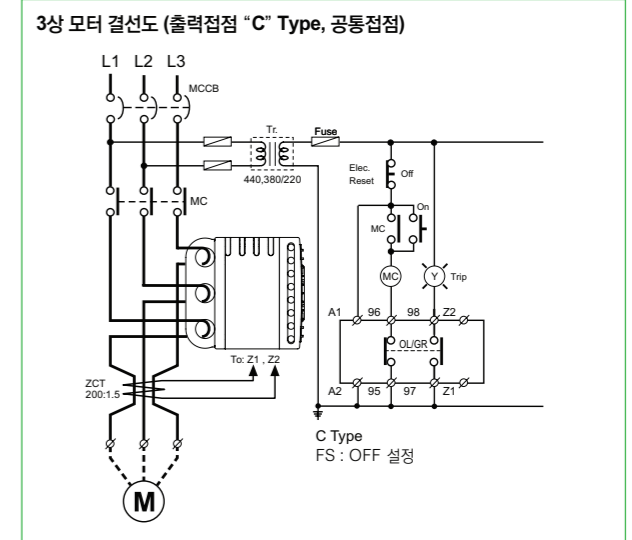 3상 모터 결선도 (출력접점 “C” Type, 공통접점)
L1 L2 L3
MCCB
Tr.
Fuse
440,380/220
Elec.
Reset
Off
On
MC
MC
MC
Y
Trip
A1 96 98 Z2
OL/GR
A2 95 97 Z1
To: Z1 , Z2
ZCT
200:1.5
C Type
FS : OFF 설정
M